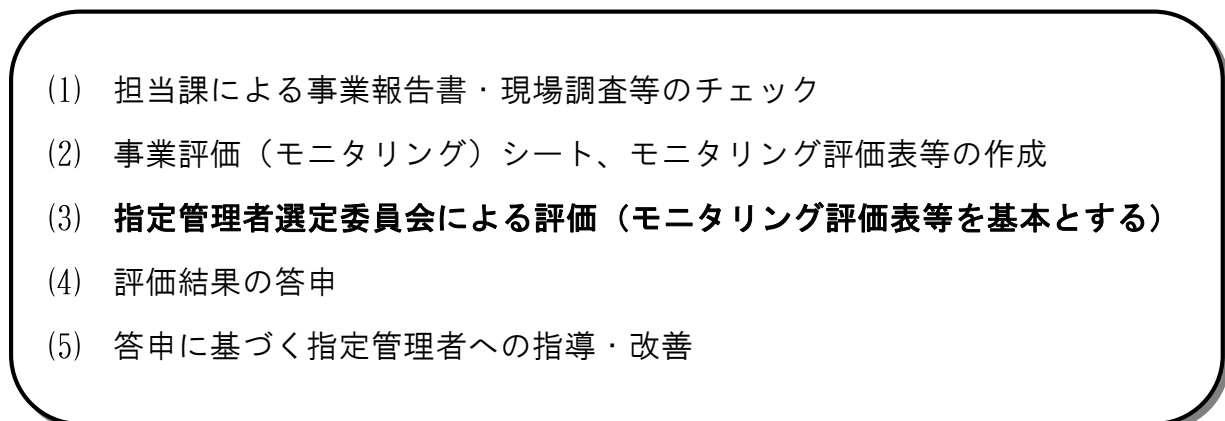 (1) 担当課による事業報告書・現場調査等のチェック
(2) 事業評価（モニタリング）シート、モニタリング評価表等の作成
(3) 指定管理者選定委員会による評価（モニタリング評価表等を基本とする）
(4) 評価結果の答申
(5) 答申に基づく指定管理者への指導・改善